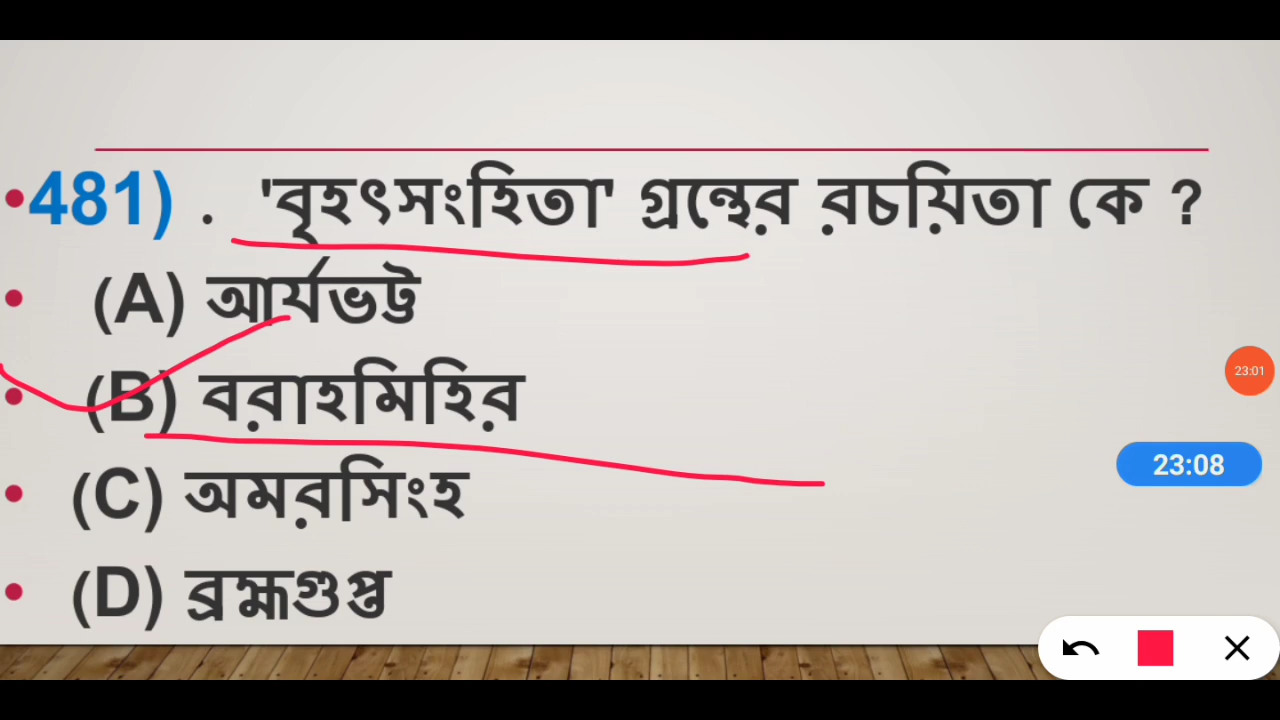 481) . 'বৃহৎসংহিতা' গ্রন্থের রচয়িতা কে ?
(A) আর্যভট্ট
(B) বরাহমিহির
(C) অমরসিংহ
(D) ব্রহ্মগুপ্ত
23:01
23:08